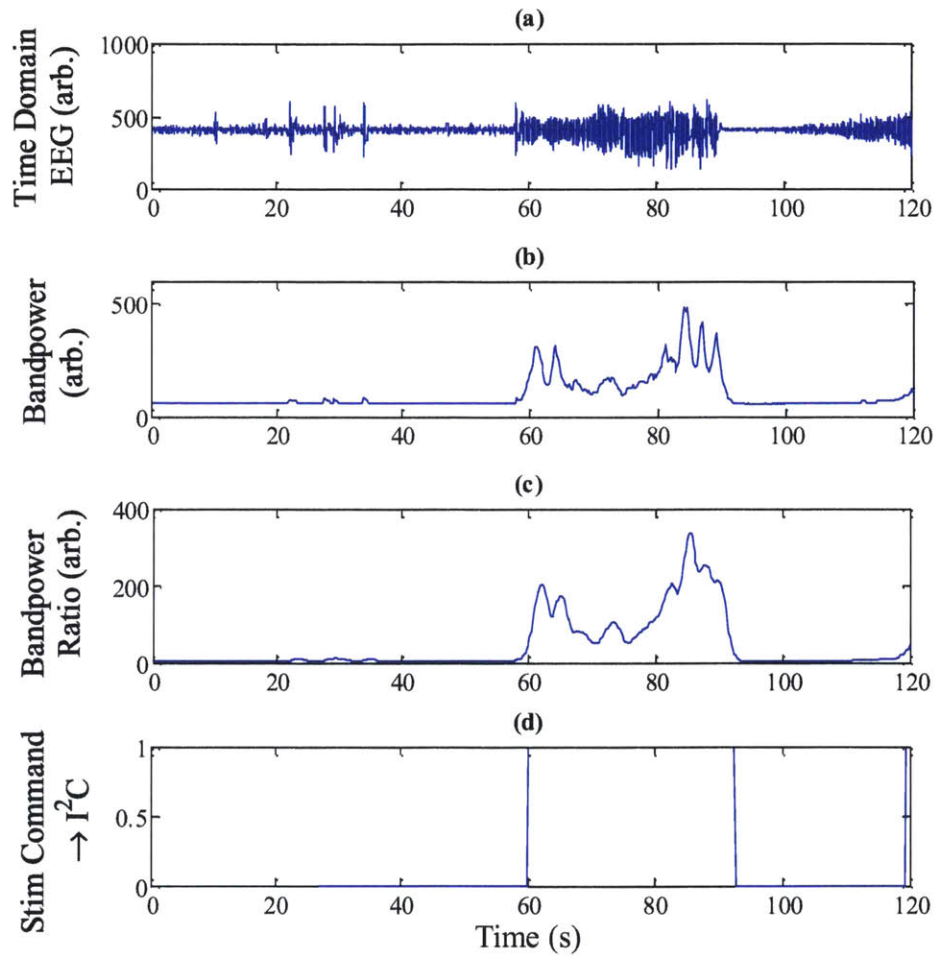 (a)
Time Domain
EEG (arb.)
1000
500
0
0 20 40 60 80 100 120
(b)
Bandpower
(arb.)
500
0
0 20 40 60 80 100 120
(c)
Bandpower
Ratio (arb.)
400
200
0
0 20 40 60 80 100 120
(d)
Stim Command
→ I²C
1
0.5
0
0 20 40 60 80 100 120
Time (s)